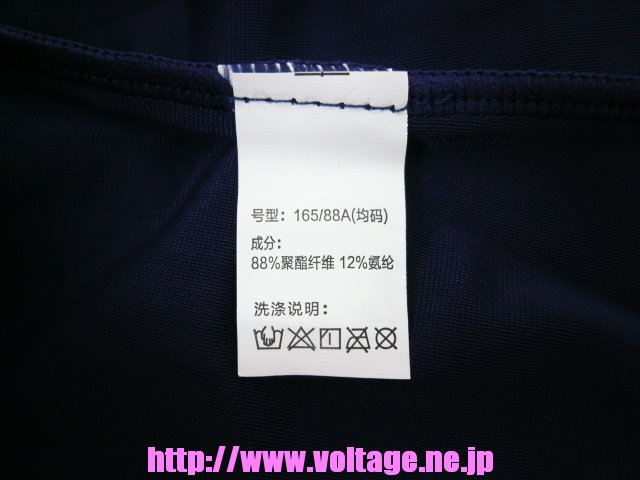 号型: 165/88A(均码)
成分:
88%聚酯纤维 12%氨纶
洗涤说明:
http://www.voltage.ne.jp